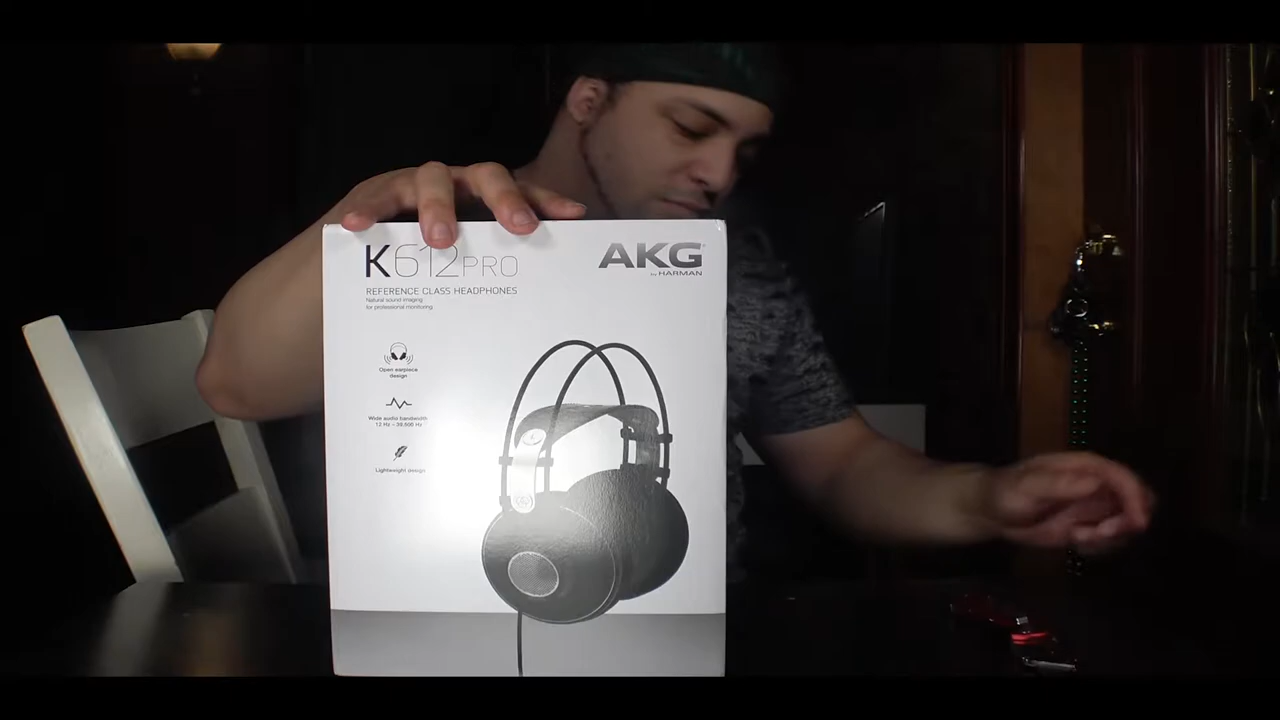 K612PRO
AKG
by HARMAN
REFERENCE CLASS HEADPHONES
Natural sound imaging
for professional monitoring
Open earpiece
design
Wide audio bandwidth
12 Hz – 39.500 Hz
Lightweight design